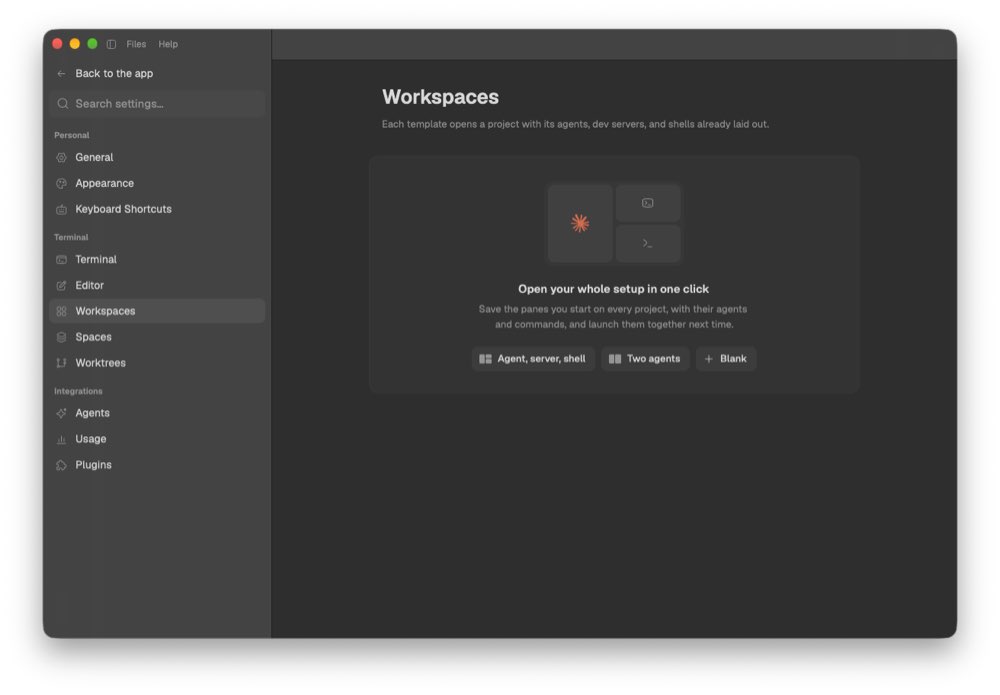 Files
Help
Back to the app
Search settings...
Personal
General
Appearance
Keyboard Shortcuts
Terminal
Terminal
Editor
Workspaces
Spaces
Worktrees
Integrations
Agents
Usage
Plugins
Workspaces
Each template opens a project with its agents, dev servers, and shells already laid out.
Open your whole setup in one click
Save the panes you start on every project, with their agents
and commands, and launch them together next time.
Agent, server, shell
Two agents
Blank